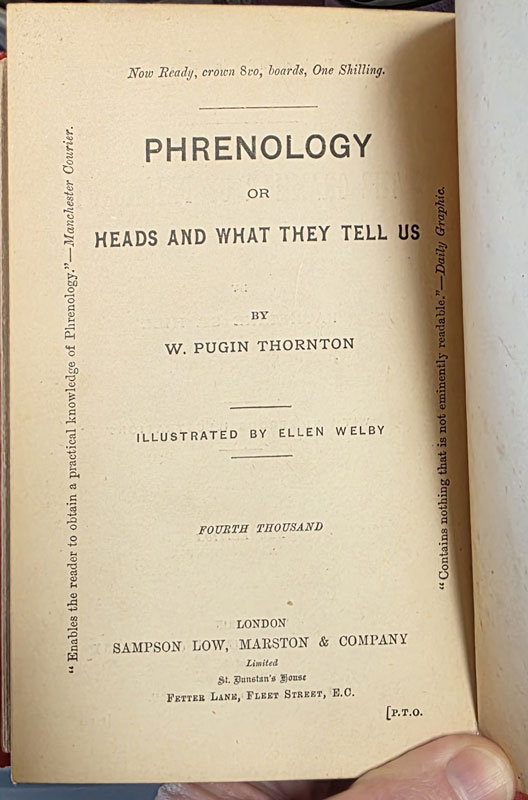 Now Ready, crown 8vo, boards, One Shilling.
PHRENOLOGY
OR
HEADS AND WHAT THEY TELL US
BY
W. PUGIN THORNTON
ILLUSTRATED BY ELLEN WELBY
FOURTH THOUSAND
LONDON
SAMPSON LOW, MARSTON & COMPANY
Limited
St. Dunstan's House
FETTER LANE, FLEET STREET, E.C.
[P.T.O.
"Enables the reader to obtain a practical knowledge of Phrenology."—Manchester Courier.
"Contains nothing that is not eminently readable."—Daily Graphic.